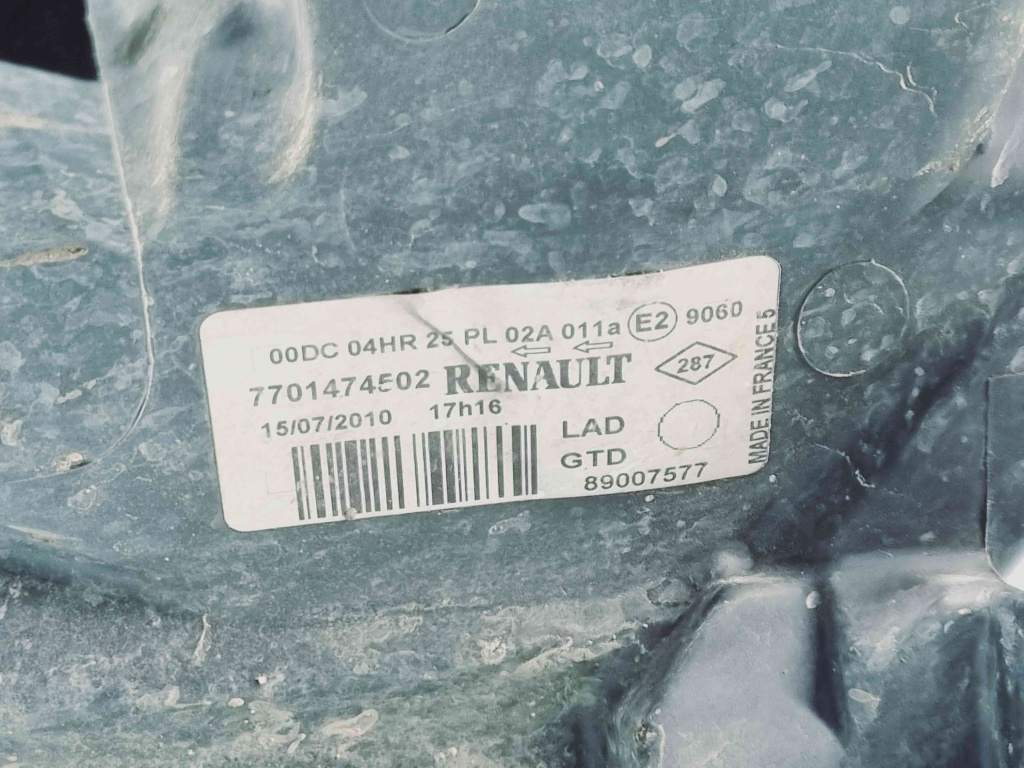 00DC 04HR 25 PL 02A 011a E2 9060
7701474502 RENAULT 287
15/07/2010 17h16
LAD
GTD
89007577
MADE IN FRANCE 5